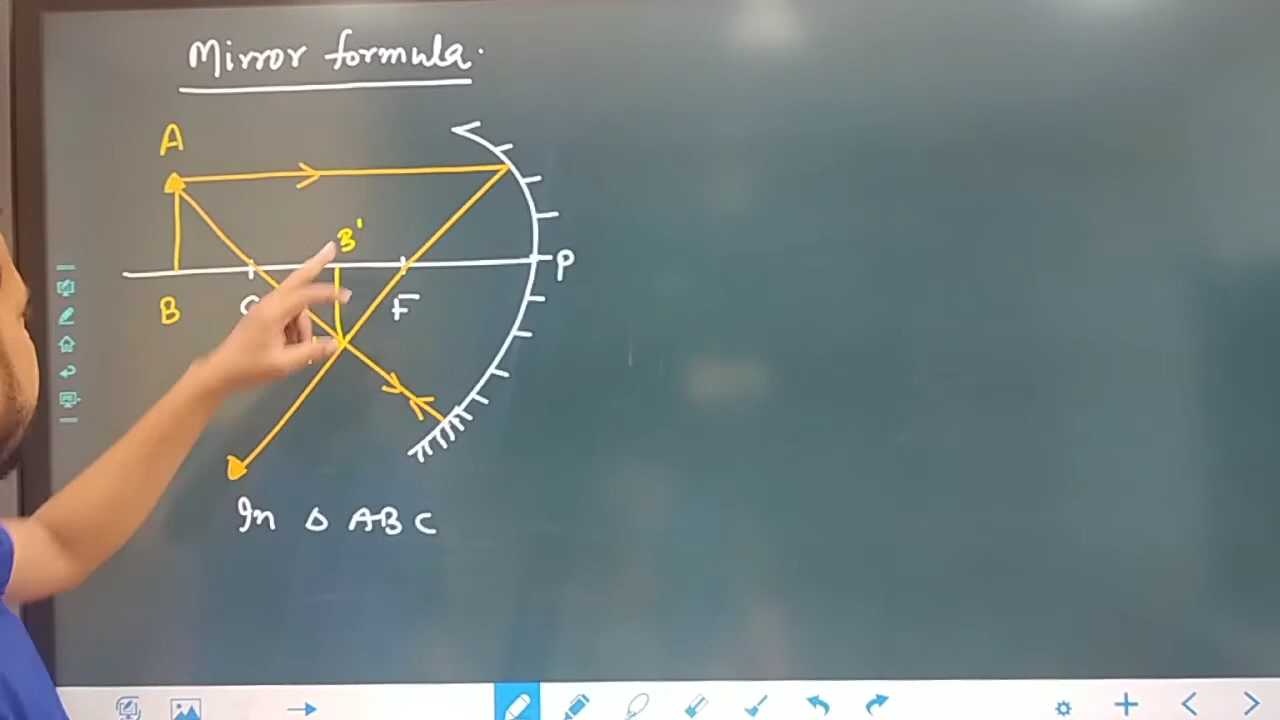 Mirror formula.
A
B'
P
B
F
In Δ ABC